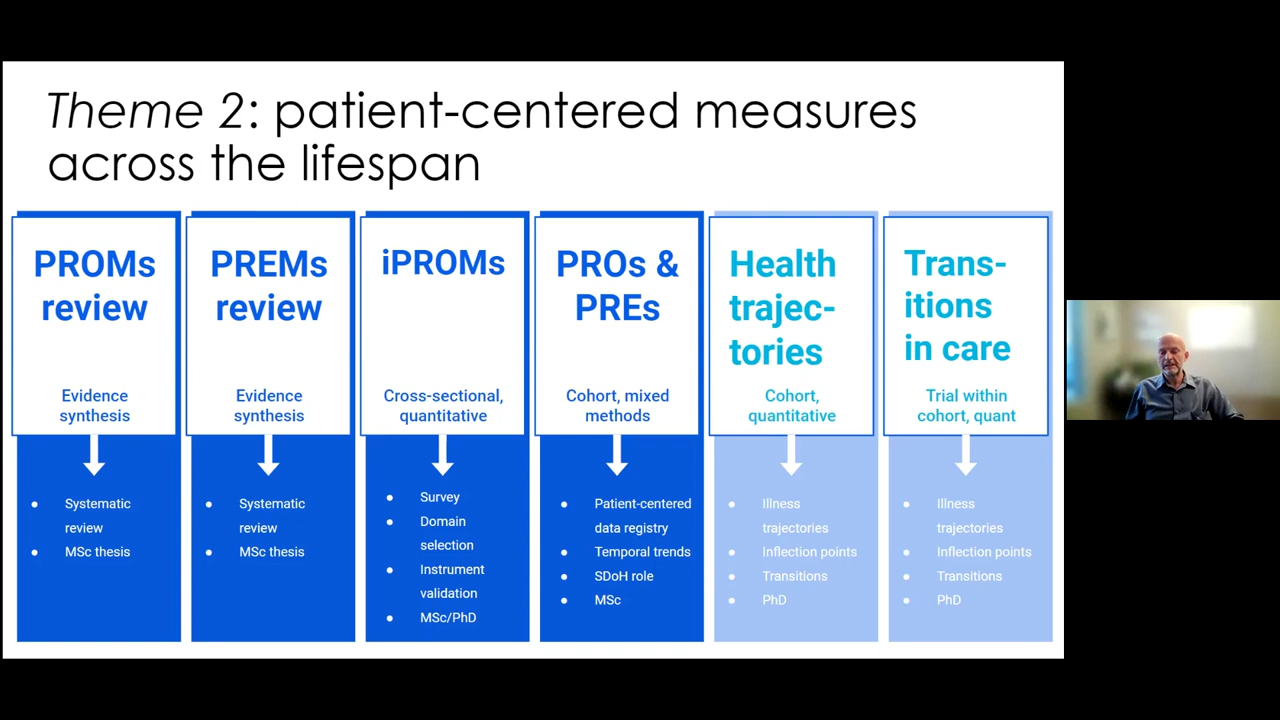 Theme 2: patient-centered measures
across the lifespan
PROMs
review
Evidence
synthesis
• Systematic
review
• MSc thesis
PREMs
review
Evidence
synthesis
• Systematic
review
• MSc thesis
iPROMs
Cross-sectional,
quantitative
• Survey
• Domain
selection
• Instrument
validation
• MSc/PhD
PROs &
PREs
Cohort, mixed
methods
• Patient-centered
data registry
• Temporal trends
• SDoH role
• MSc
Health
trajec-
tories
Cohort,
quantitative
• Illness
trajectories
• Inflection points
• Transitions
• PhD
Trans-
itions
in care
Trial within
cohort, quant
• Illness
trajectories
• Inflection points
• Transitions
• PhD